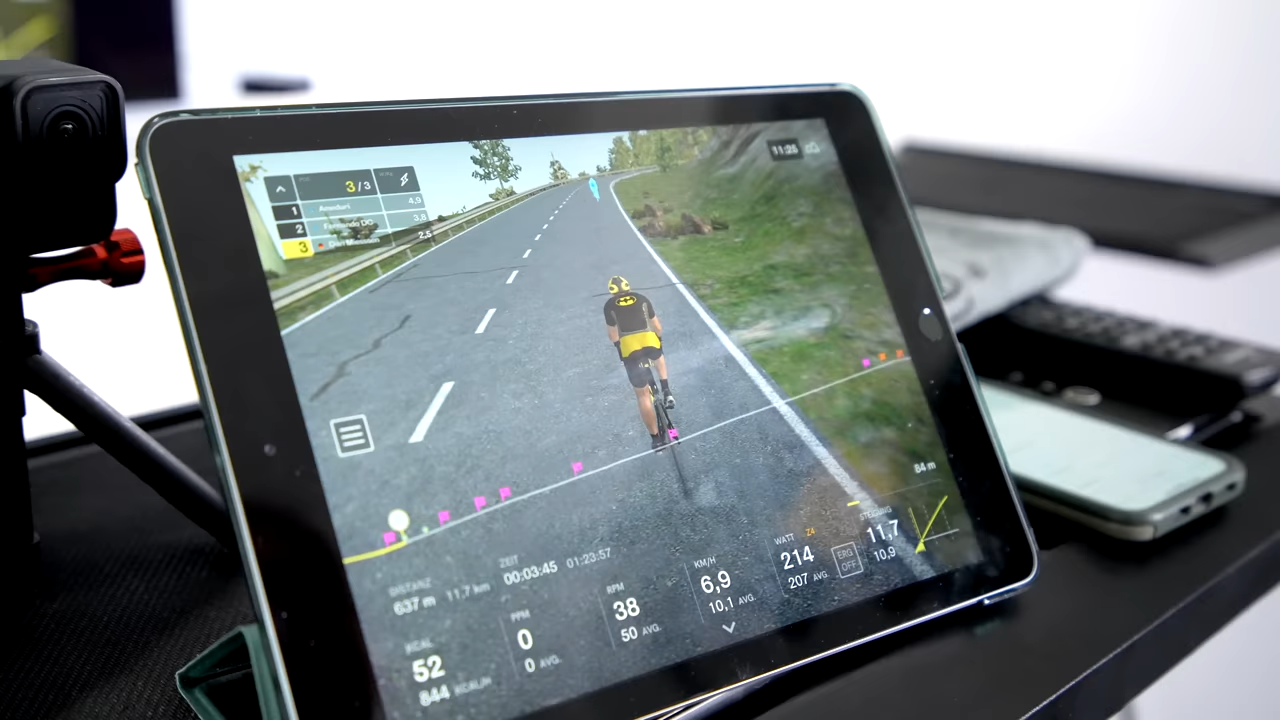 11:25
3/3
1 4,9
2 3,8
3 2,5
84 m
DISTANZ ZEIT
637 m 11,7 km 00:03:45 01:23:57
KCAL PPM RPM KM/H WATT Z4 STEIGUNG
52 0 38 6,9 214 ERG OFF 11,7
844 KCAL/H 0 AVG. 50 AVG. 10,1 AVG. 207 AVG. 10,9